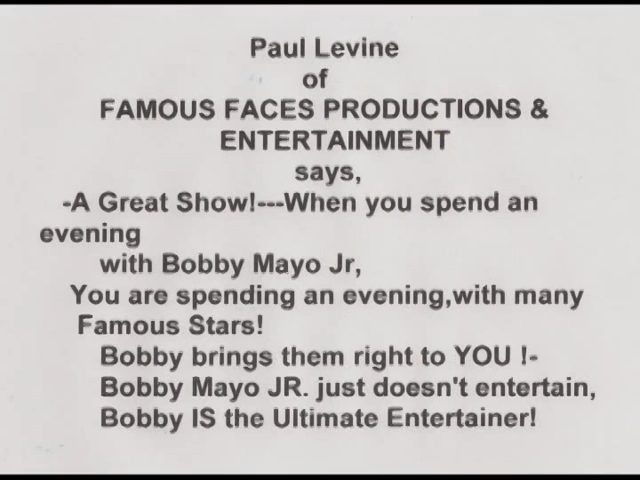 Paul Levine
of
FAMOUS FACES PRODUCTIONS &
ENTERTAINMENT
says,
-A Great Show!---When you spend an
evening
with Bobby Mayo Jr,
You are spending an evening,with many
Famous Stars!
Bobby brings them right to YOU !-
Bobby Mayo JR. just doesn't entertain,
Bobby IS the Ultimate Entertainer!